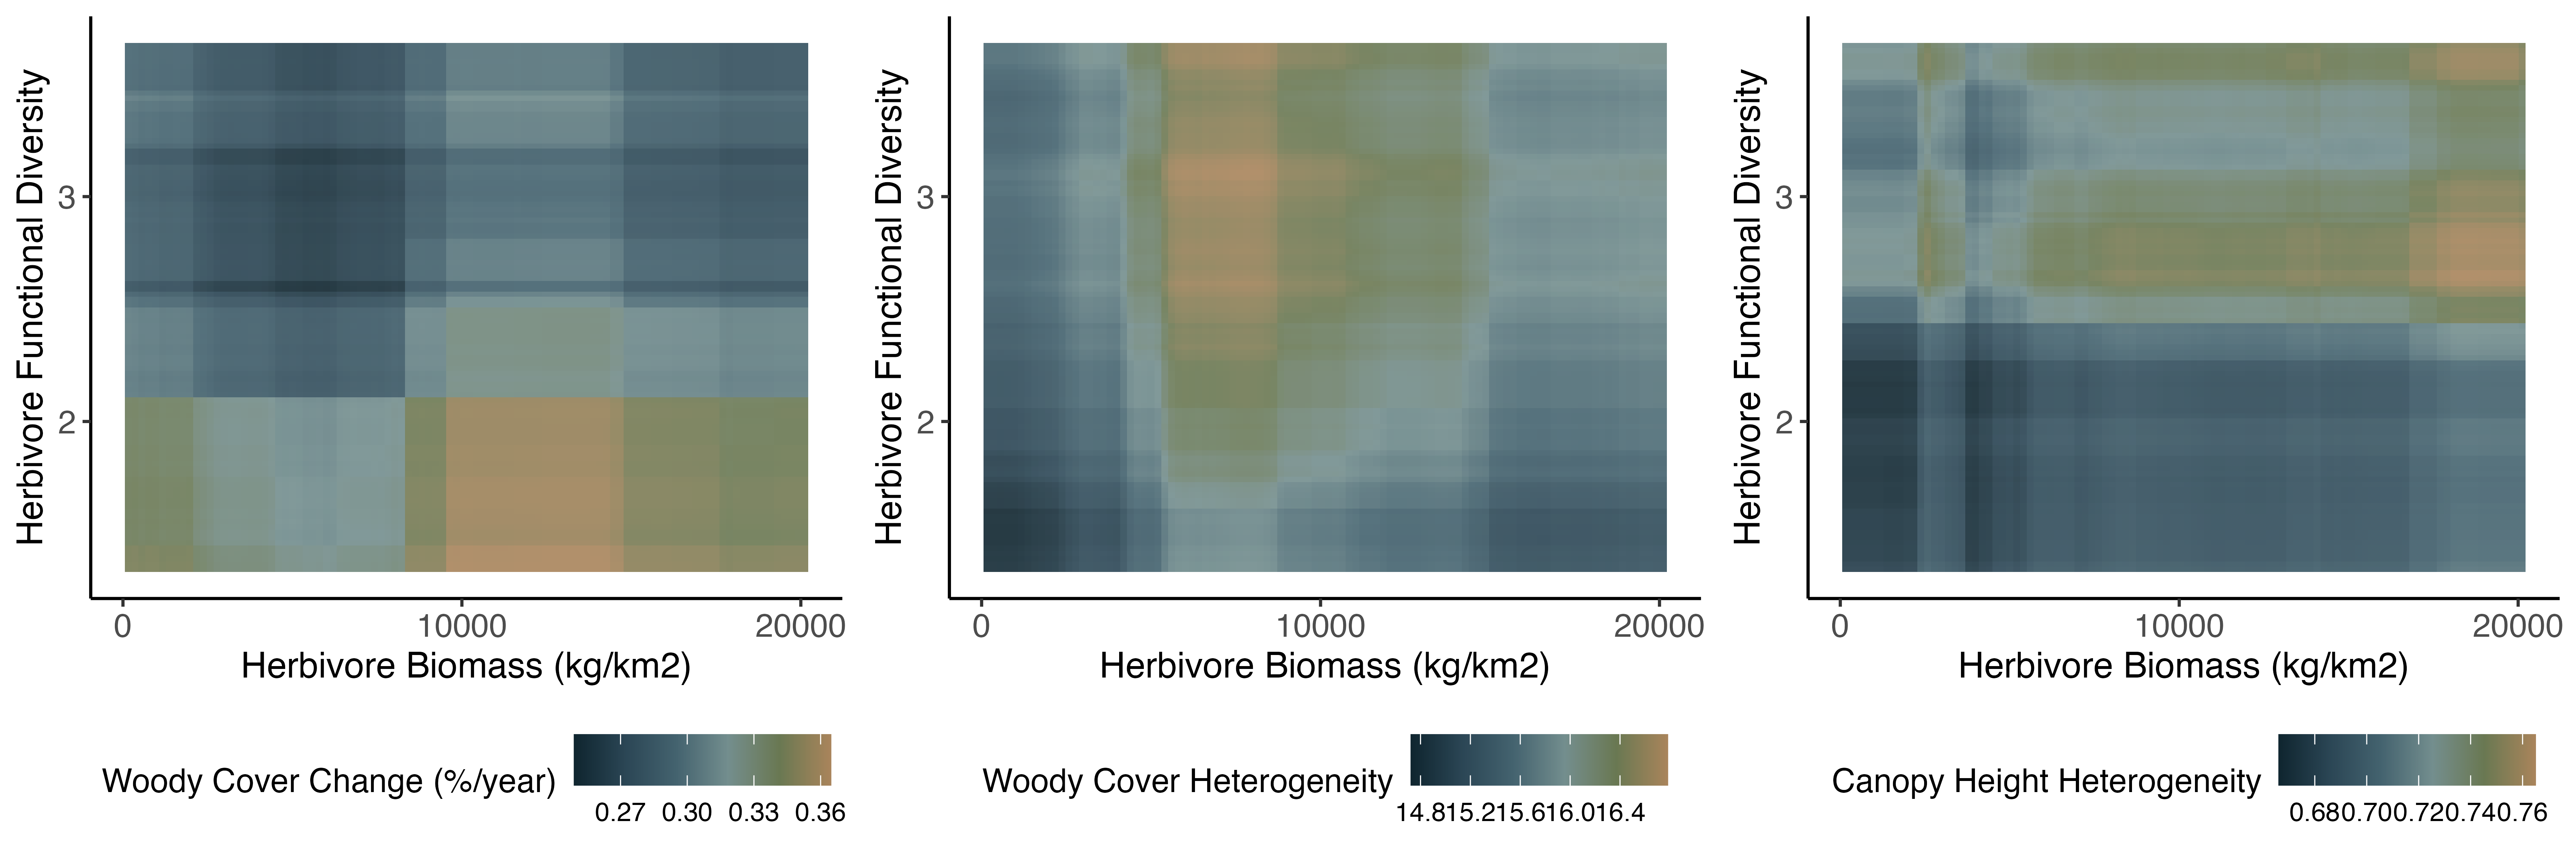 Herbivore Functional Diversity
3
2
0 10000 20000
Herbivore Biomass (kg/km2)
Woody Cover Change (%/year)
0.27 0.30 0.33 0.36
Herbivore Functional Diversity
3
2
0 10000 20000
Herbivore Biomass (kg/km2)
Woody Cover Heterogeneity
14.815.215.616.016.4
Herbivore Functional Diversity
3
2
0 10000 20000
Herbivore Biomass (kg/km2)
Canopy Height Heterogeneity
0.680.700.720.740.76